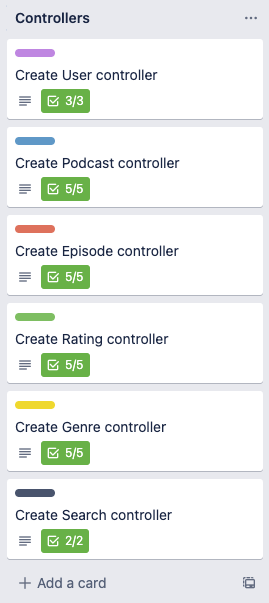 Controllers
Create User controller
3/3
Create Podcast controller
5/5
Create Episode controller
5/5
Create Rating controller
5/5
Create Genre controller
5/5
Create Search controller
2/2
Add a card